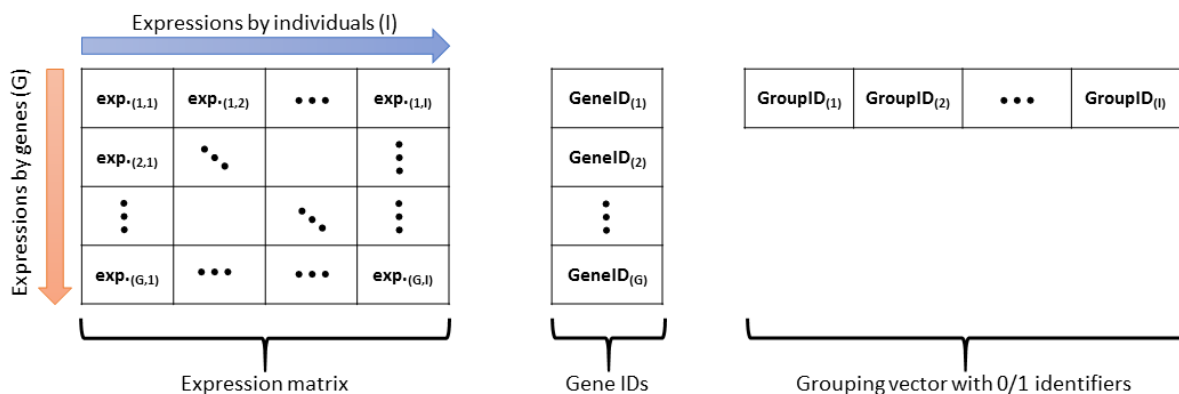 Expressions by individuals (I)
Expressions by genes (G)
exp.(1,1) exp.(1,2) ••• exp.(1,I)
exp.(2,1)
exp.(G,1) ••• ••• exp.(G,I)
GeneID(1)
GeneID(2)
GeneID(G)
GroupID(1) GroupID(2) ••• GroupID(I)
Expression matrix
Gene IDs
Grouping vector with 0/1 identifiers